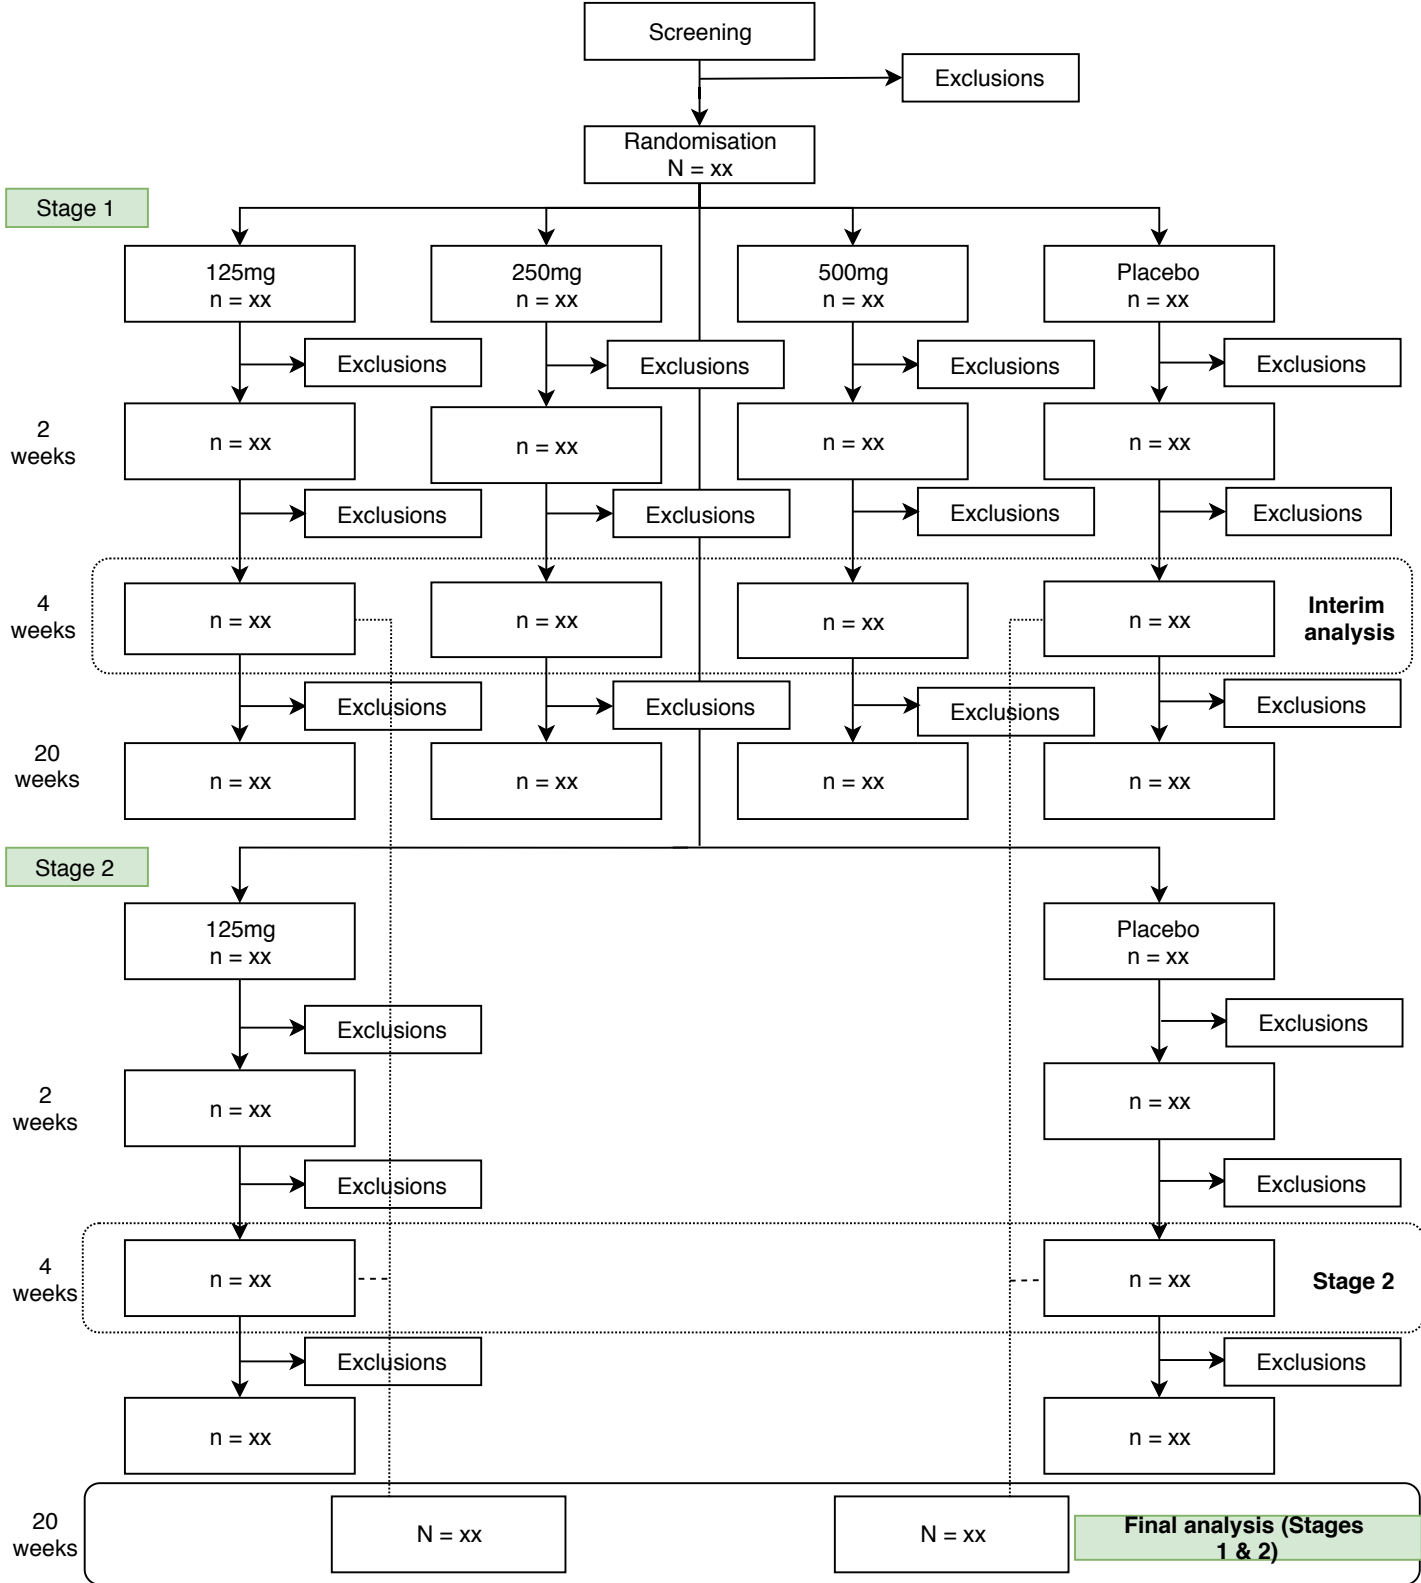 Screening
Exclusions
Randomisation
N = xx
Stage 1
125mg
n = xx
250mg
n = xx
500mg
n = xx
Placebo
n = xx
Exclusions
Exclusions
Exclusions
Exclusions
2
weeks
n = xx
n = xx
n = xx
n = xx
Exclusions
Exclusions
Exclusions
Exclusions
4
weeks
n = xx
n = xx
n = xx
n = xx
Interim
analysis
Exclusions
Exclusions
Exclusions
Exclusions
20
weeks
n = xx
n = xx
n = xx
n = xx
Stage 2
125mg
n = xx
Placebo
n = xx
Exclusions
Exclusions
2
weeks
n = xx
n = xx
Exclusions
Exclusions
4
weeks
n = xx
n = xx
Stage 2
Exclusions
Exclusions
n = xx
n = xx
20
weeks
N = xx
N = xx
Final analysis (Stages
1 & 2)